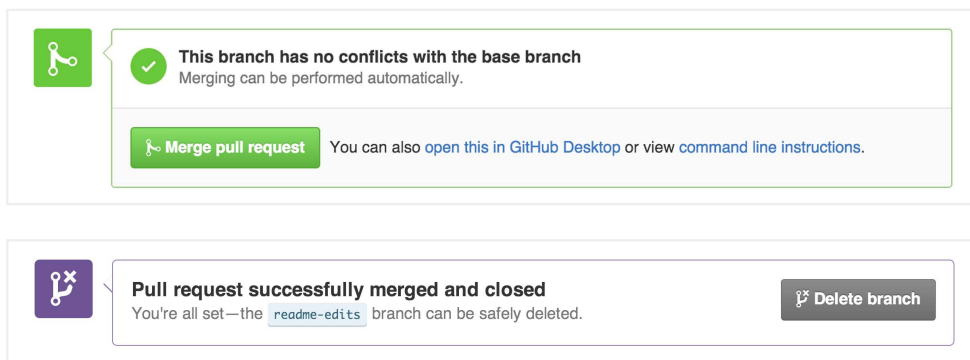 This branch has no conflicts with the base branch
Merging can be performed automatically.
Merge pull request You can also open this in GitHub Desktop or view command line instructions.
Pull request successfully merged and closed
You're all set—the readme-edits branch can be safely deleted.
Delete branch